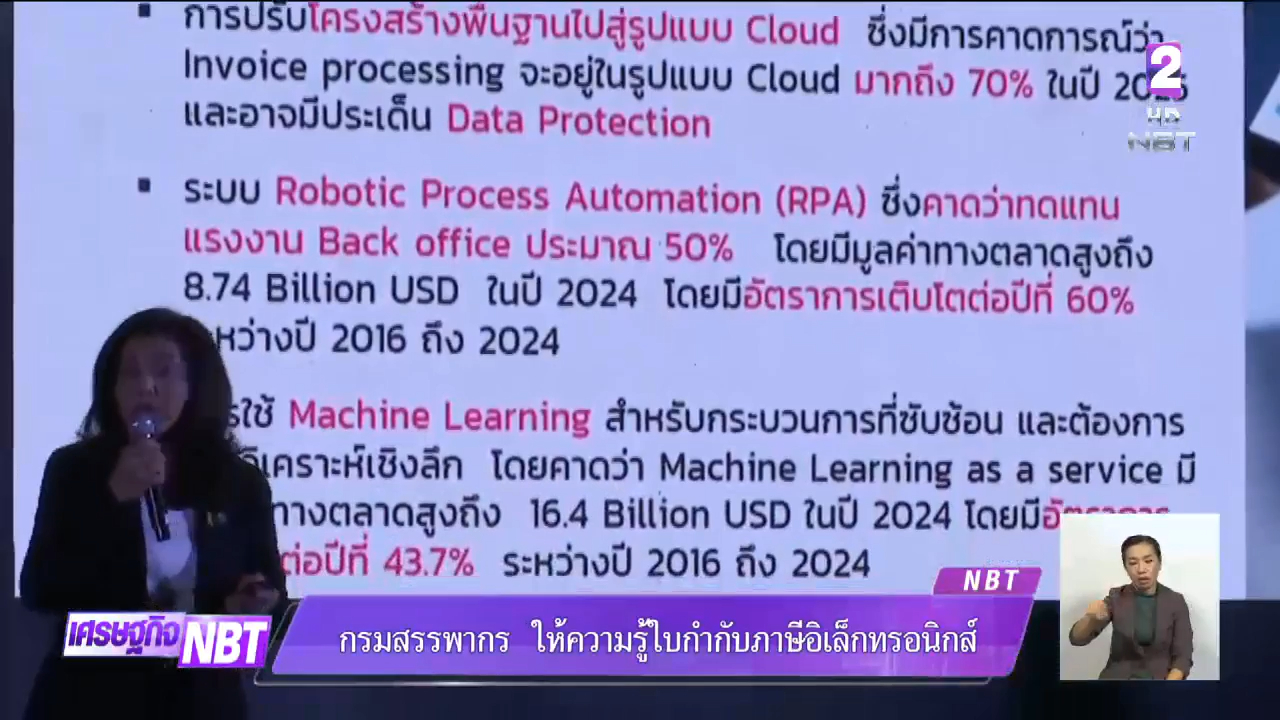 การปรับโครงสร้างพื้นฐานไปสู่รูปแบบ Cloud ซึ่งมีการคาดการณ์ว่า
Invoice processing จะอยู่ในรูปแบบ Cloud มากถึง 70% ในปี
และอาจมีประเด็น Data Protection
2
HD
NBT
ระบบ Robotic Process Automation (RPA) ซึ่งคาดว่าทดแทน
แรงงาน Back office ประมาณ 50% โดยมีมูลค่าทางตลาดสูงถึง
8.74 Billion USD ในปี 2024 โดยมีอัตราการเติบโตต่อปีที่ 60%
ระหว่างปี 2016 ถึง 2024
Machine Learning สำหรับกระบวนการที่ซับซ้อน และต้องการ
โดยคาดว่า Machine Learning as a service มี
ทางตลาดสูงถึง 16.4 Billion USD ในปี 2024 โดยมี
ต่อปีที่ 43.7% ระหว่างปี 2016 ถึง 2024
NBT
เศรษฐกิจ NBT
กรมสรรพากร ให้ความรู้ใบกำกับภาษีอิเล็กทรอนิกส์